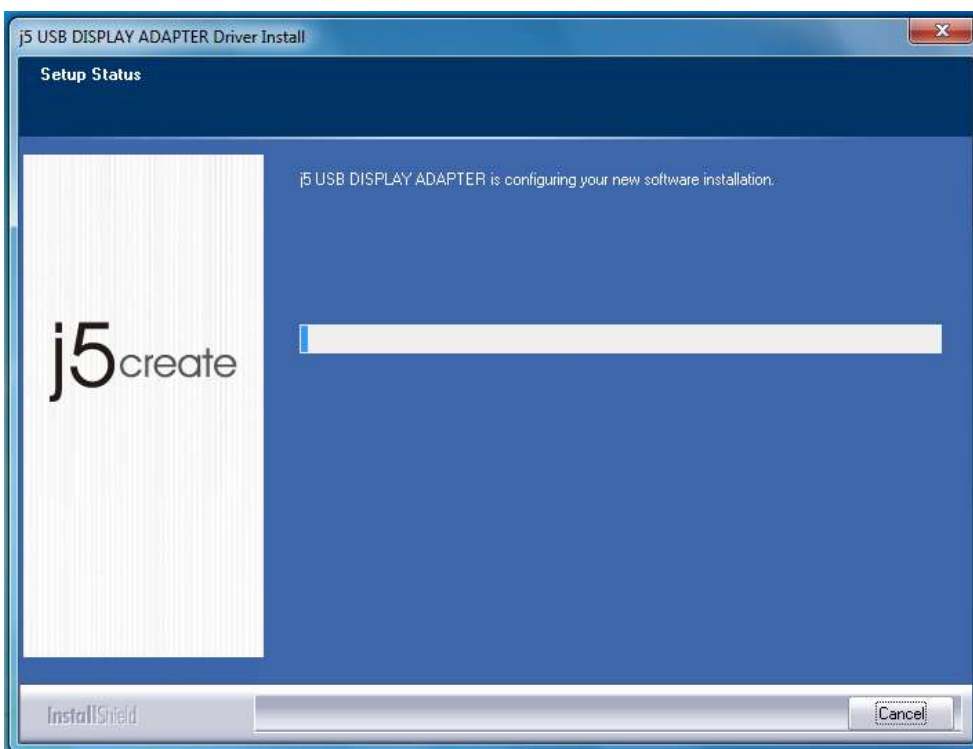 j5 USB DISPLAY ADAPTER Driver Install
Setup Status
j5 USB DISPLAY ADAPTER is configuring your new software installation.
j5create
InstallShield
Cancel